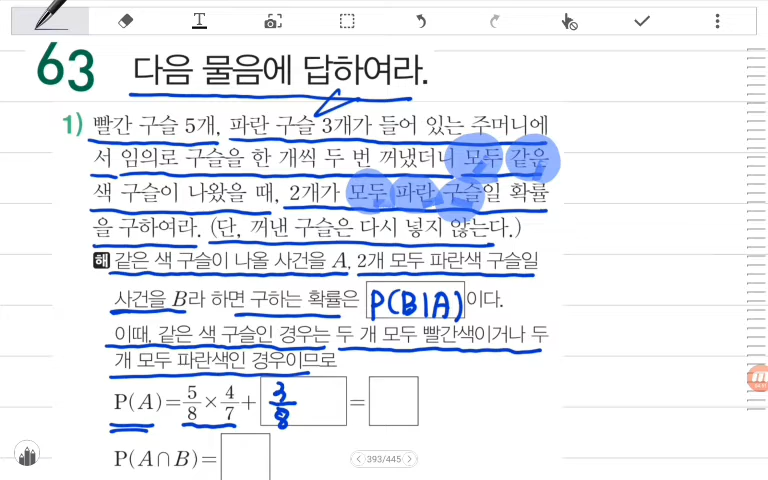 63 다음 물음에 답하여라.
1) 빨간 구슬 5개, 파란 구슬 3개가 들어 있는 주머니에
서 임의로 구슬을 한 개씩 두 번 꺼냈더니 모두 같은
색 구슬이 나왔을 때, 2개가 모두 파란 구슬일 확률
을 구하여라. (단, 꺼낸 구슬은 다시 넣지 않는다.)
해 같은 색 구슬이 나올 사건을 A, 2개 모두 파란색 구슬일
사건을 B라 하면 구하는 확률은 P(B|A) 이다.
이때, 같은 색 구슬인 경우는 두 개 모두 빨간색이거나 두
개 모두 파란색인 경우이므로
P(A)=5/8×4/7+3/8=
P(A∩B)=
393/445